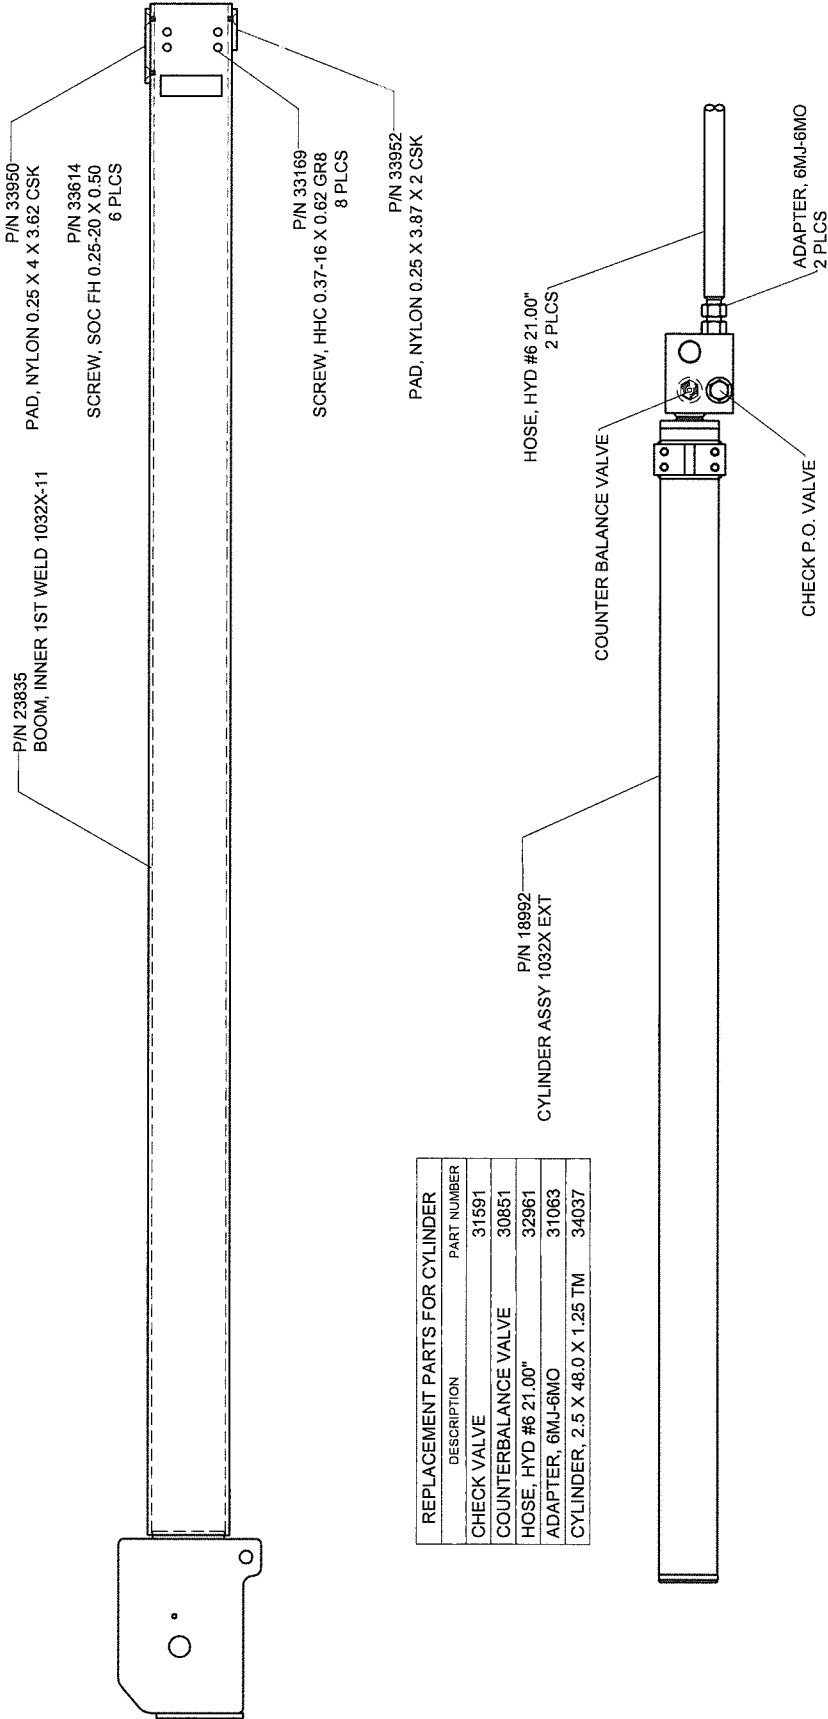 P/N 33950
PAD, NYLON 0.25 X 4 X 3.62 CSK
P/N 33614
SCREW, SOC FH 0.25-20 X 0.50
6 PLCS
P/N 23835
BOOM, INNER 1ST WELD 1032X-11
P/N 33169
SCREW, HHC 0.37-16 X 0.62 GR8
8 PLCS
P/N 33952
PAD, NYLON 0.25 X 3.87 X 2 CSK
HOSE, HYD #6 21.00"
2 PLCS
COUNTER BALANCE VALVE
ADAPTER, 6MJ-6MO
2 PLCS
CHECK P.O. VALVE
P/N 18992
CYLINDER ASSY 1032X EXT
REPLACEMENT PARTS FOR CYLINDER
DESCRIPTION PART NUMBER
CHECK VALVE 31591
COUNTERBALANCE VALVE 30851
HOSE, HYD #6 21.00" 32961
ADAPTER, 6MJ-6MO 31063
CYLINDER, 2.5 X 48.0 X 1.25 TM 34037